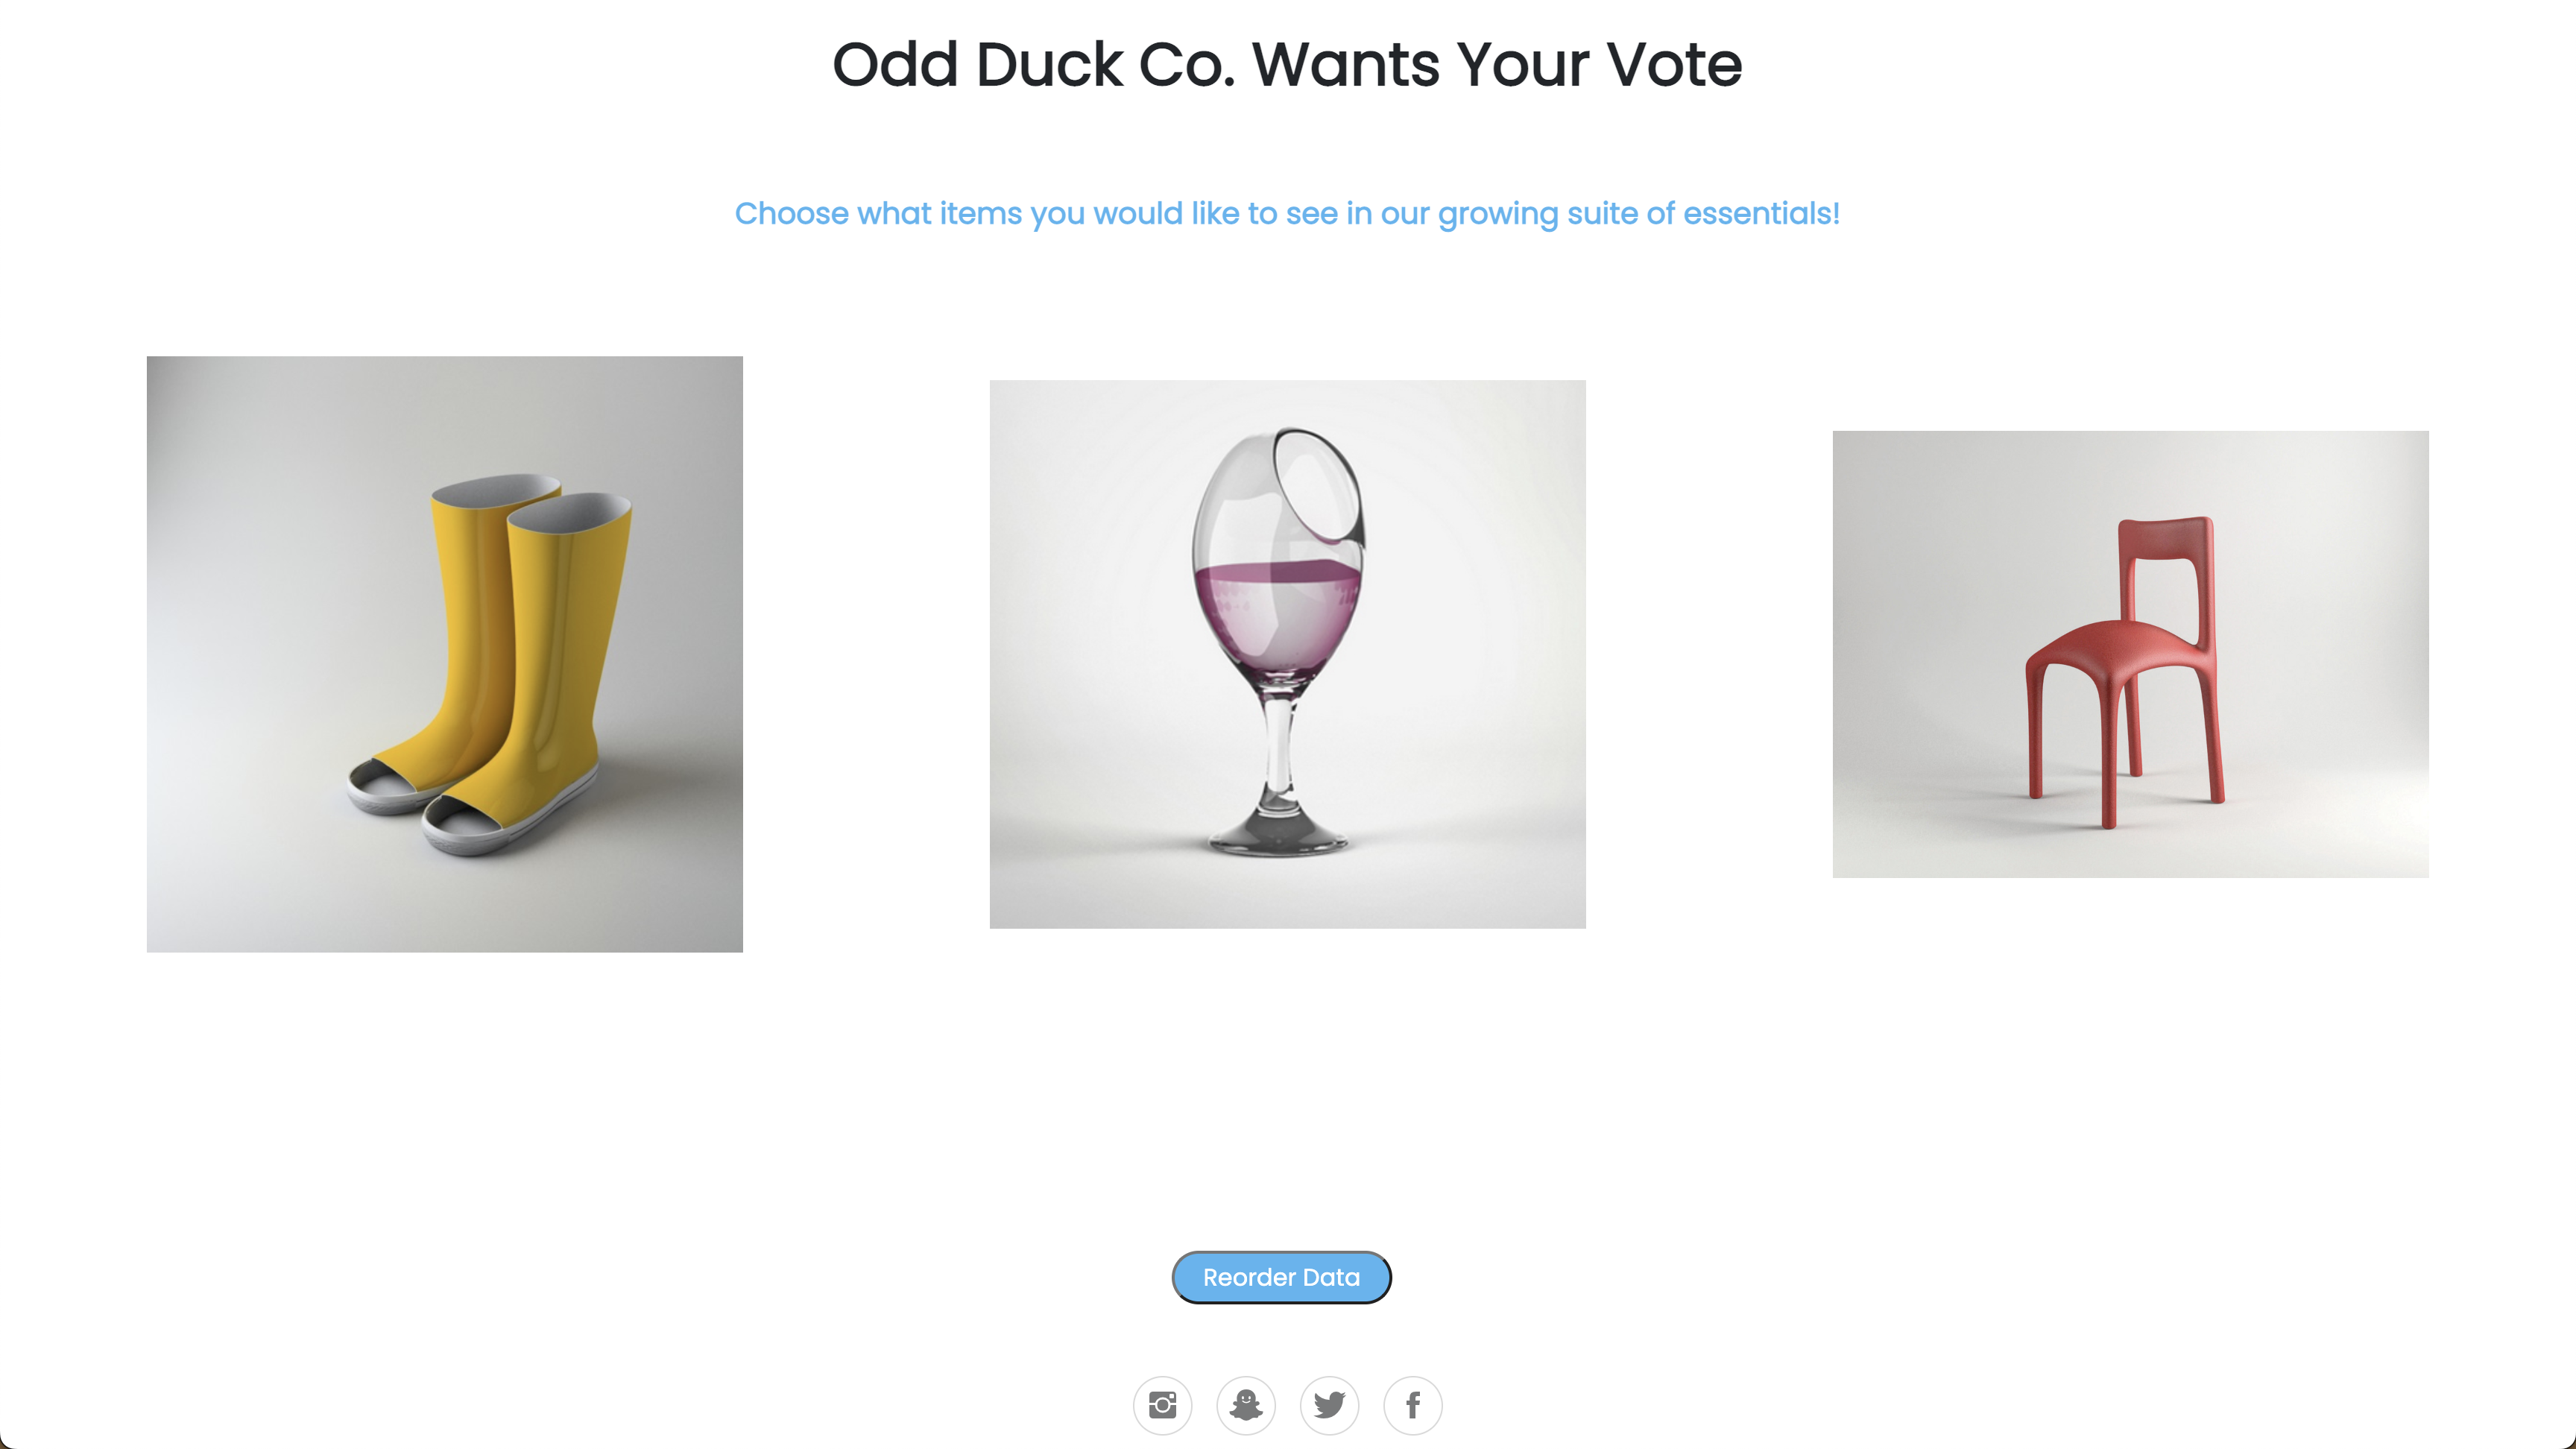 Odd Duck Co. Wants Your Vote
Choose what items you would like to see in our growing suite of essentials!
Reorder Data